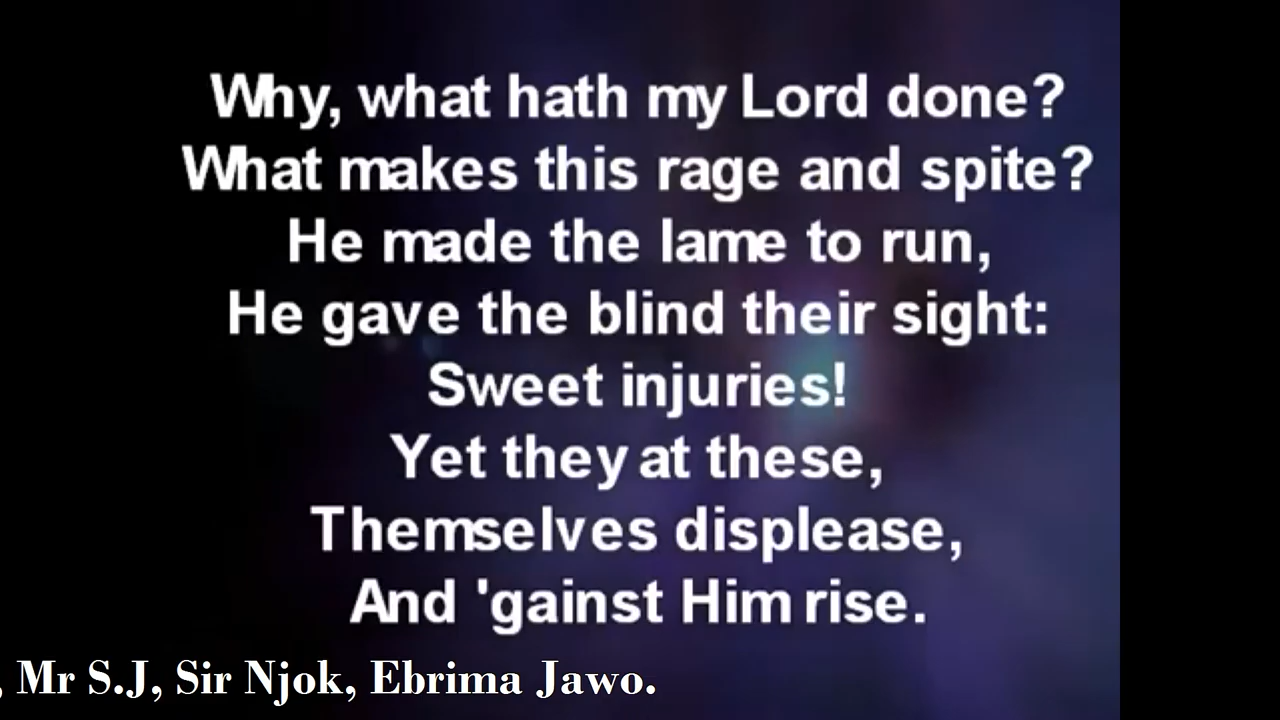 Why, what hath my Lord done?
What makes this rage and spite?
He made the lame to run,
He gave the blind their sight:
Sweet injuries!
Yet they at these,
Themselves displease,
And 'gainst Him rise.
, Mr S.J, Sir Njok, Ebrima Jawo.